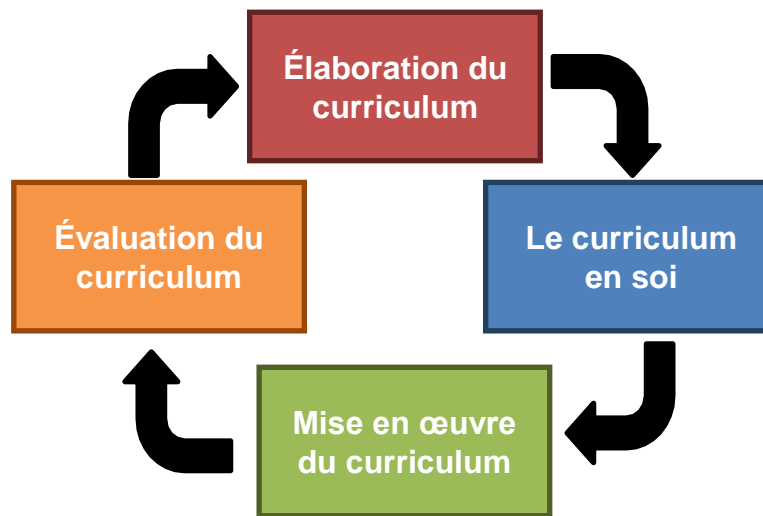 Élaboration du
curriculum
Le curriculum
en soi
Mise en œuvre
du curriculum
Évaluation du
curriculum